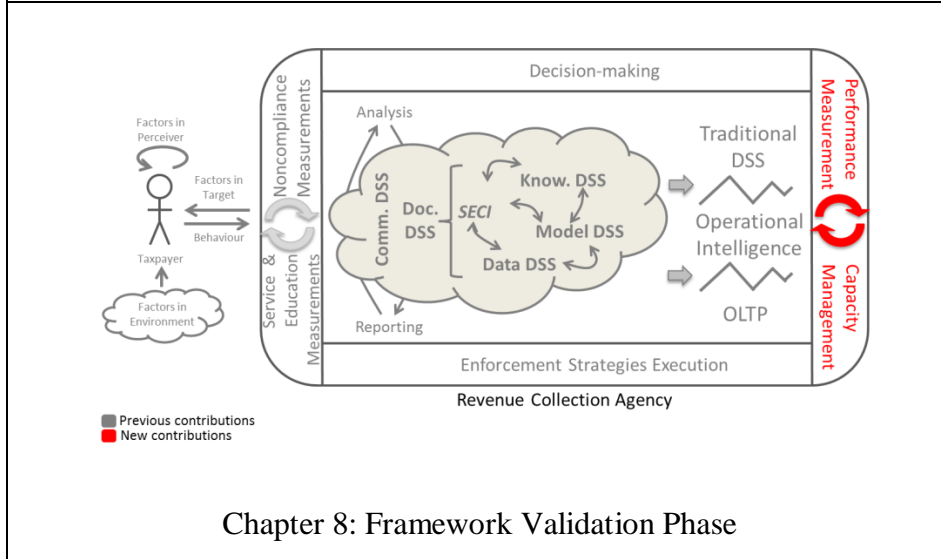 Decision-making
Factors in
Perceiver
Factors in
Target
Behaviour
Taxpayer
Factors in
Environment
Noncompliance
Measurements
Service &
Education
Measurements
Analysis
Comm. DSS
Doc.
DSS
SECI
Know. DSS
Model DSS
Data DSS
Reporting
Traditional
DSS
Operational
Intelligence
OLTP
Performance
Measurement
Capacity
Management
Enforcement Strategies Execution
Revenue Collection Agency
Previous contributions
New contributions
Chapter 8: Framework Validation Phase